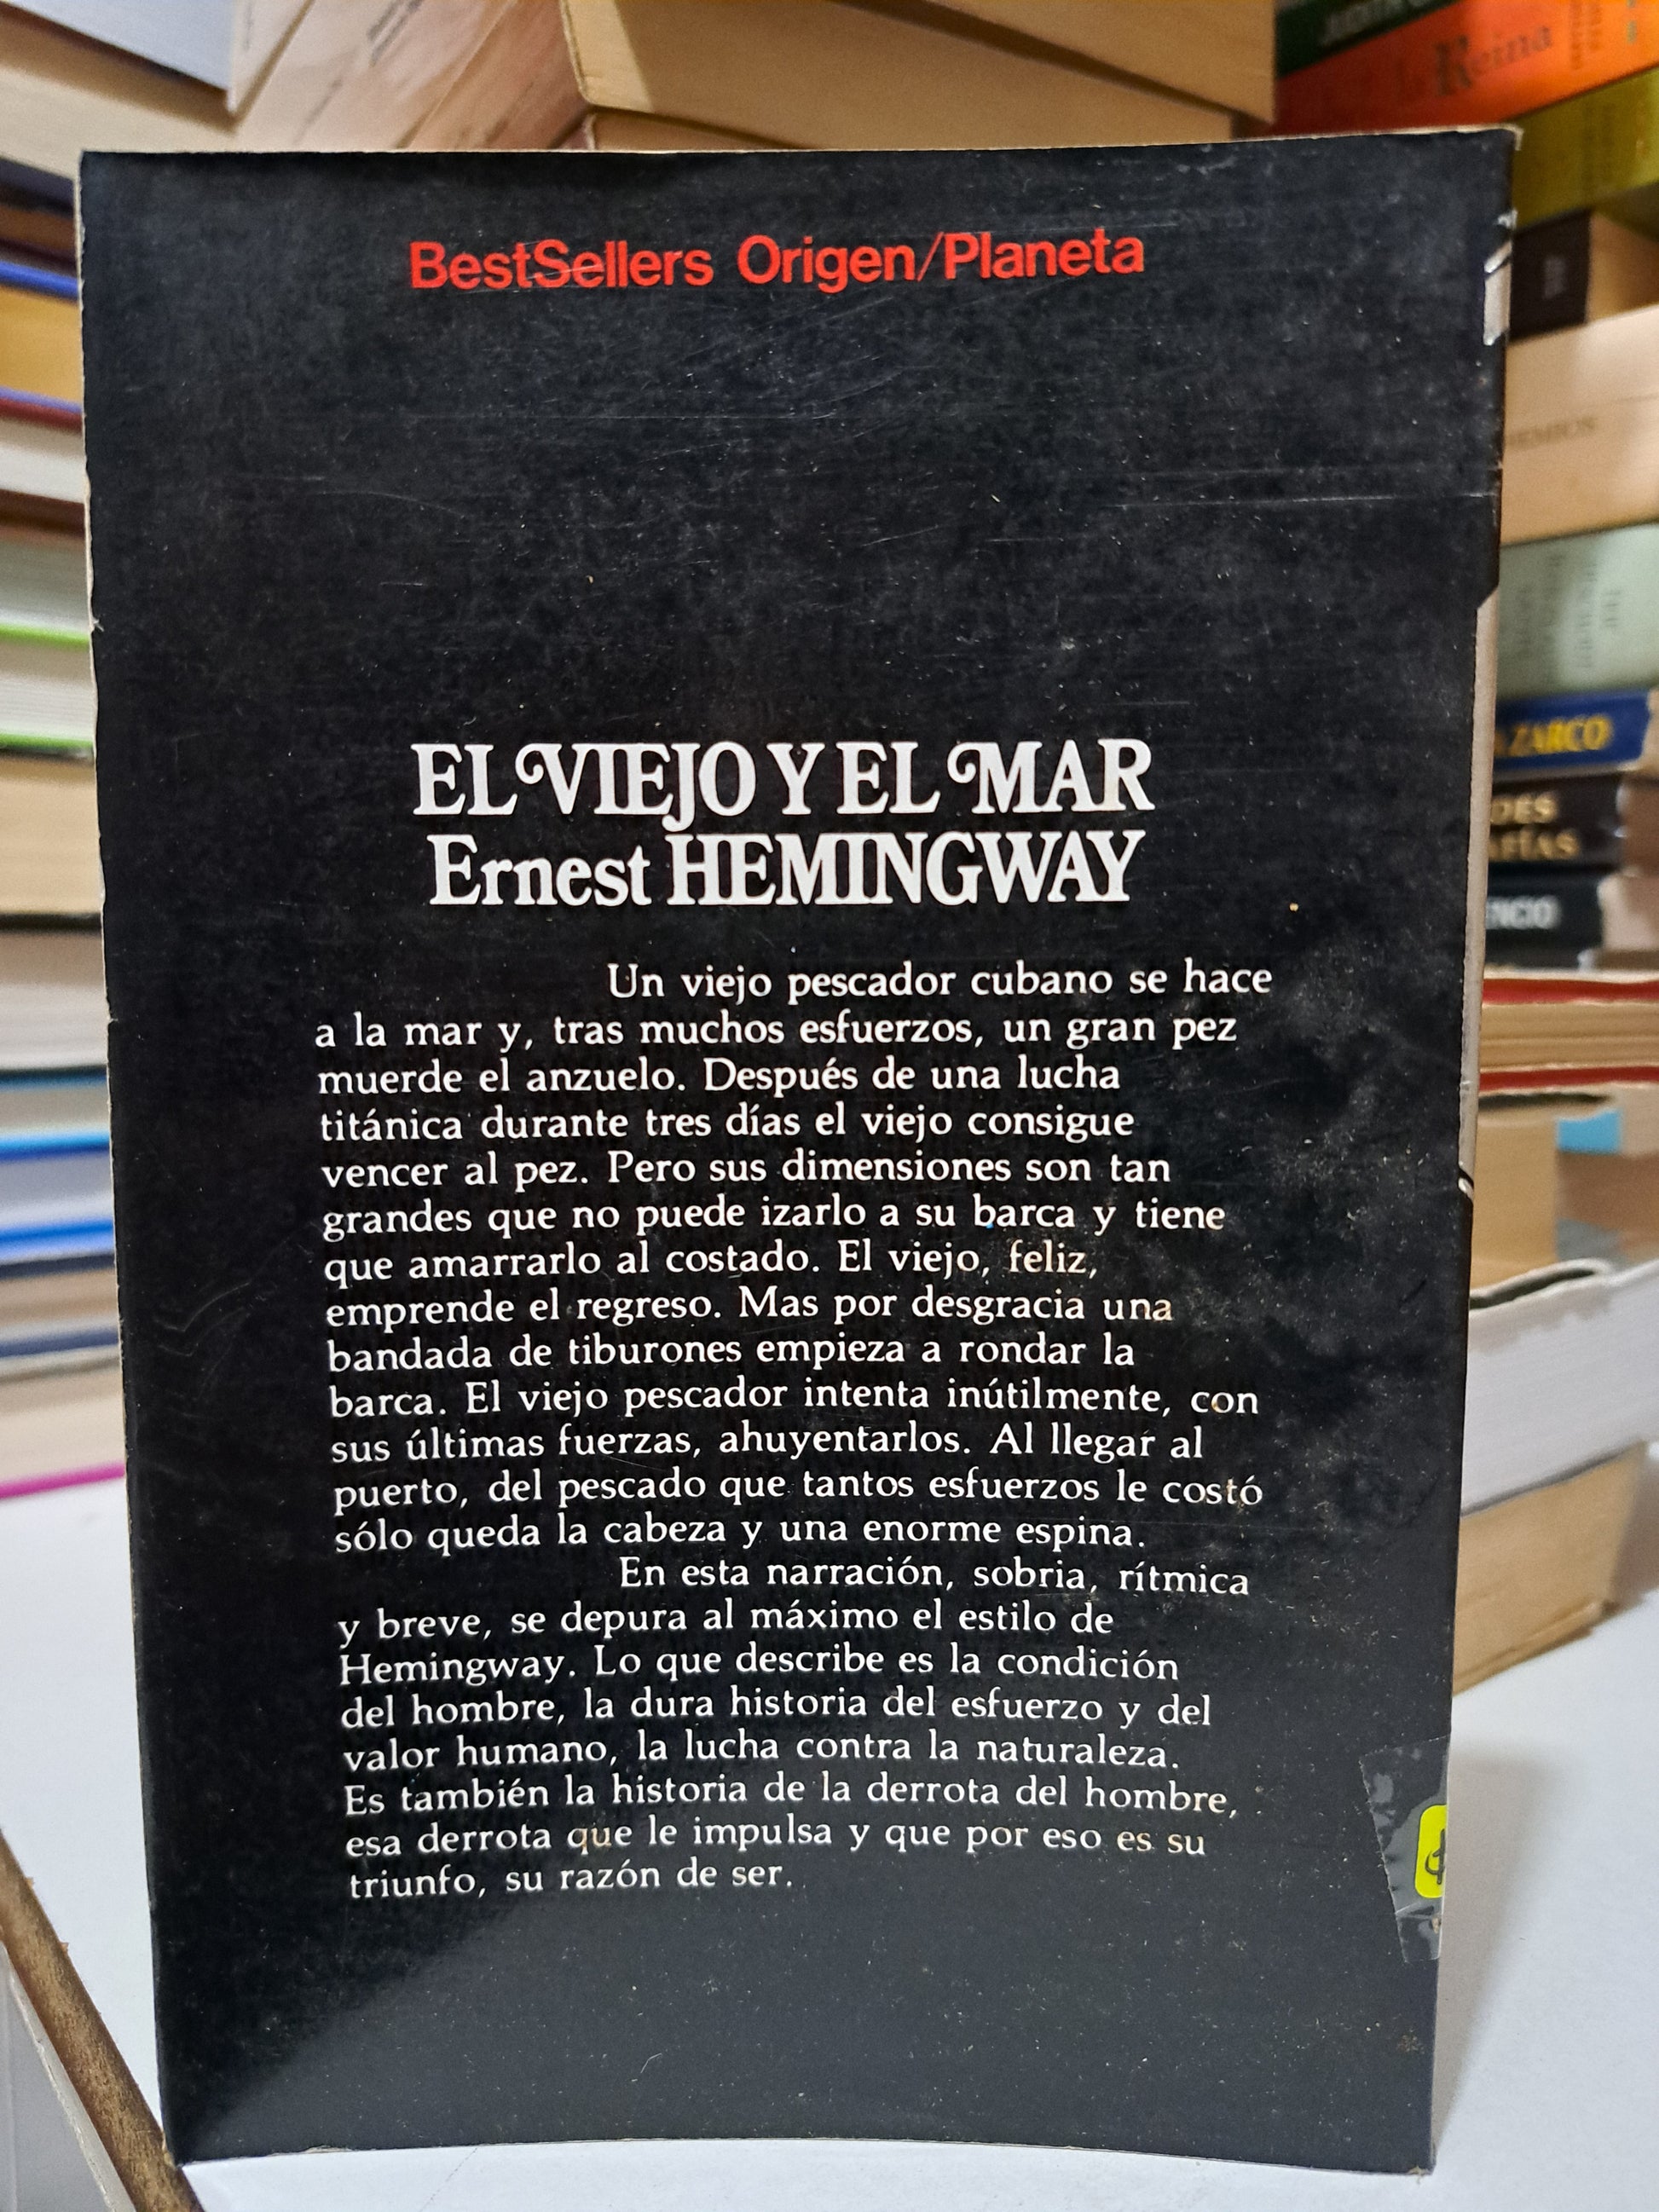 Reina
BestSellers Origen/Planeta
EL VIEJO Y EL MAR
Ernest HEMINGWAY
Un viejo pescador cubano se hace
a la mar y, tras muchos esfuerzos, un gran pez
muerde el anzuelo. Después de una lucha
titánica durante tres días el viejo consigue
vencer al pez. Pero sus dimensiones son tan
grandes que no puede izarlo a su barca y tiene
que amarrarlo al costado. El viejo, feliz,
emprende el regreso. Mas por desgracia una
bandada de tiburones empieza a rondar la
barca. El viejo pescador intenta inútilmente, con
sus últimas fuerzas, ahuyentarlos. Al llegar al
puerto, del pescado que tantos esfuerzos le costó
sólo queda la cabeza y una enorme espina.
En esta narración, sobria, rítmica
y breve, se depura al máximo el estilo de
Hemingway. Lo que describe es la condición
del hombre, la dura historia del esfuerzo y del
valor humano, la lucha contra la naturaleza.
Es también la historia de la derrota del hombre,
esa derrota que le impulsa y que por eso es su
triunfo, su razón de ser.
ZARCO
DES
NCIO